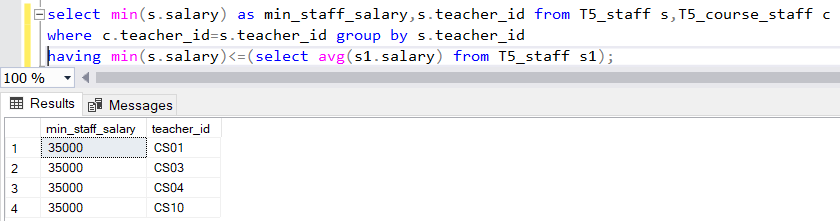 select min(s.salary) as min_staff_salary,s.teacher_id from T5_staff s,T5_course_staff c
where c.teacher_id=s.teacher_id group by s.teacher_id
having min(s.salary)<=(select avg(s1.salary) from T5_staff s1);
100 %
Results Messages
min_staff_salary teacher_id
1 35000 CS01
2 35000 CS03
3 35000 CS04
4 35000 CS10